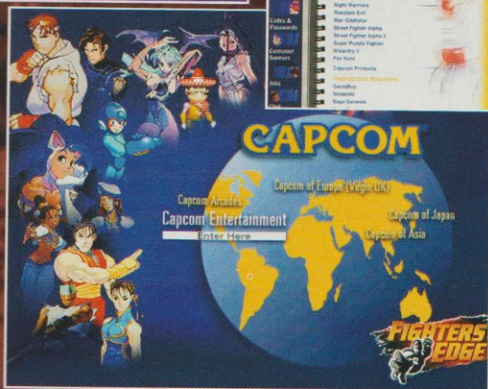 Codes &
Passwords
Customer
Support
Jobs
Night Warriors
Resident Evil
Star Gladiator
Street Fighter Alpha
Street Fighter Alpha 2
Super Puzzle Fighter
Wizardry V
Fox Hunt
Capcom Products
Instruction Booklets
GameBoy
Nintendo
Sega Genesis
CAPCOM
Capcom of Europe (Virgin UK)
Capcom Arcades
Capcom Entertainment
Enter Here
Capcom of Japan
Capcom of Asia
FIGHTERS
EDGE